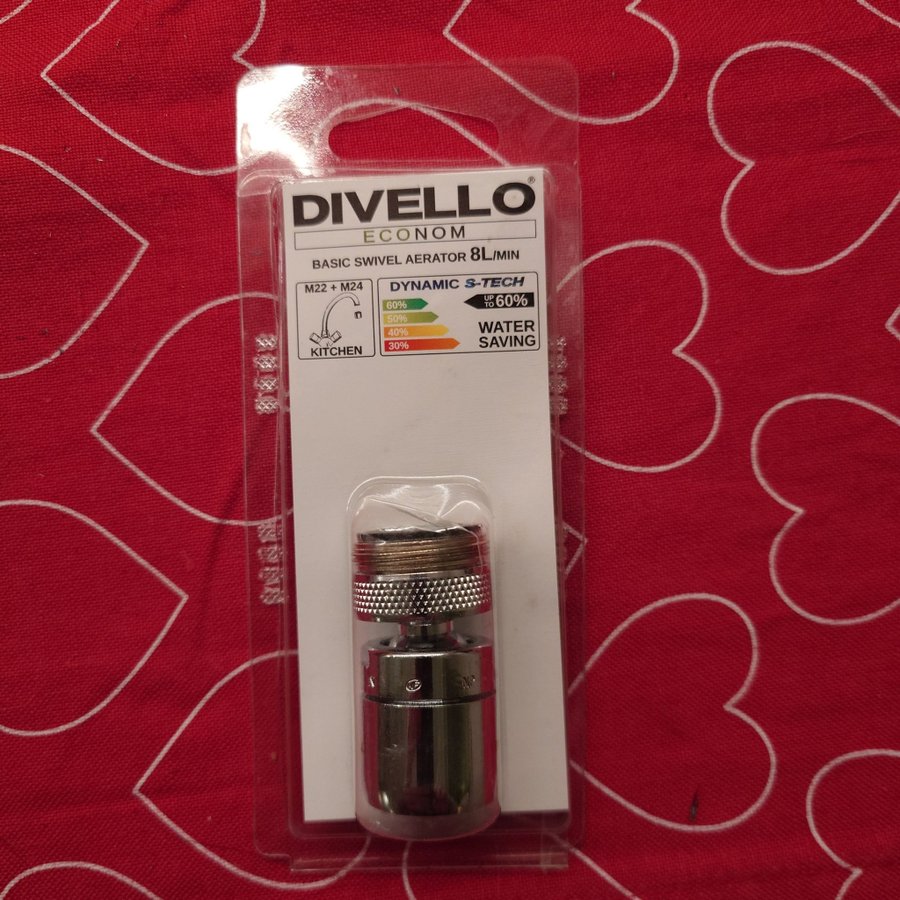 DIVELLO®
ECONOM
BASIC SWIVEL AERATOR 8L/MIN
M22 + M24
KITCHEN
DYNAMIC S-TECH
60%
50%
40%
30%
UP TO 60%
WATER
SAVING